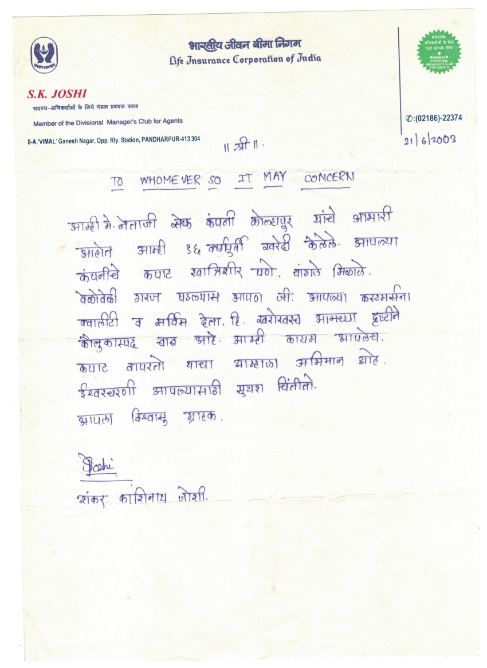 भारतीय जीवन बीमा निगम
Life Insurance Corporation of India
S.K. JOSHI
सदस्य-अभिकर्ताओं के लिये मंडल प्रबंधक क्लब
Member of the Divisional Manager's Club for Agents
8-A.'VIMAL' Ganesh Nagar, Opp. Rly. Station, PANDHARPUR-413 304
✆:(02186)-22374
21/6/2003
॥ श्री ॥
TO WHOMEVER SO IT MAY CONCERN
आम्ही मे. नेताजी सेफ कंपनी कोल्हापूर यांचे आभारी
आहोत आम्ही १६ वर्षापुर्वी खरेदी केलेले. आपल्या
कंपनीचे कपाट खात्रिशीर पणे. चांगले मिळाले.
वेळोवेळी गरज पडल्यास आपण जी. आपल्या कस्टमर्सना
क्वालीटी व सर्विस देता. हि. खरोखरच आमच्या दृष्टीने
कौतुकास्पद बाब आहे. आम्ही कायम आपलेच.
कपाट वापरतो याचा आम्हाला अभिमान आहे.
ईश्वरचरणी आपल्यासाठी सुयश चिंतीतो.
आपला विश्वासु ग्राहक.
Joshi
शंकर काशिनाथ जोशी.